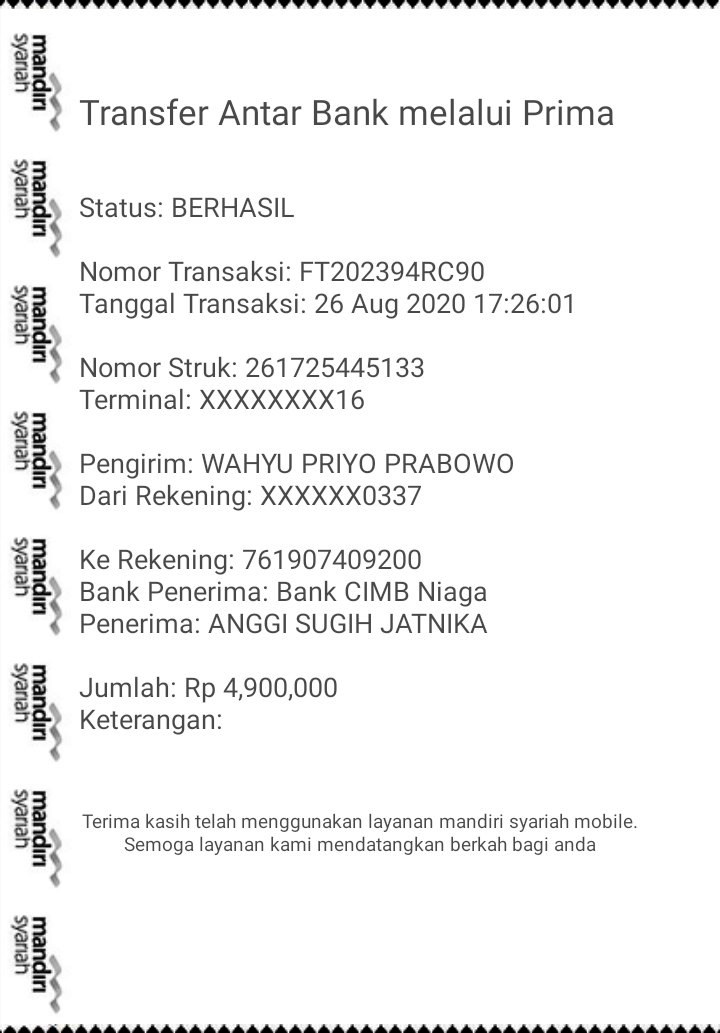 mandiri
syariah
mandiri
syariah
mandiri
syariah
mandiri
syariah
mandiri
syariah
mandiri
syariah
mandiri
syariah
mandiri
syariah
Transfer Antar Bank melalui Prima
Status: BERHASIL
Nomor Transaksi: FT202394RC90
Tanggal Transaksi: 26 Aug 2020 17:26:01
Nomor Struk: 261725445133
Terminal: XXXXXXXX16
Pengirim: WAHYU PRIYO PRABOWO
Dari Rekening: XXXXXX0337
Ke Rekening: 761907409200
Bank Penerima: Bank CIMB Niaga
Penerima: ANGGI SUGIH JATNIKA
Jumlah: Rp 4,900,000
Keterangan:
Terima kasih telah menggunakan layanan mandiri syariah mobile.
Semoga layanan kami mendatangkan berkah bagi anda